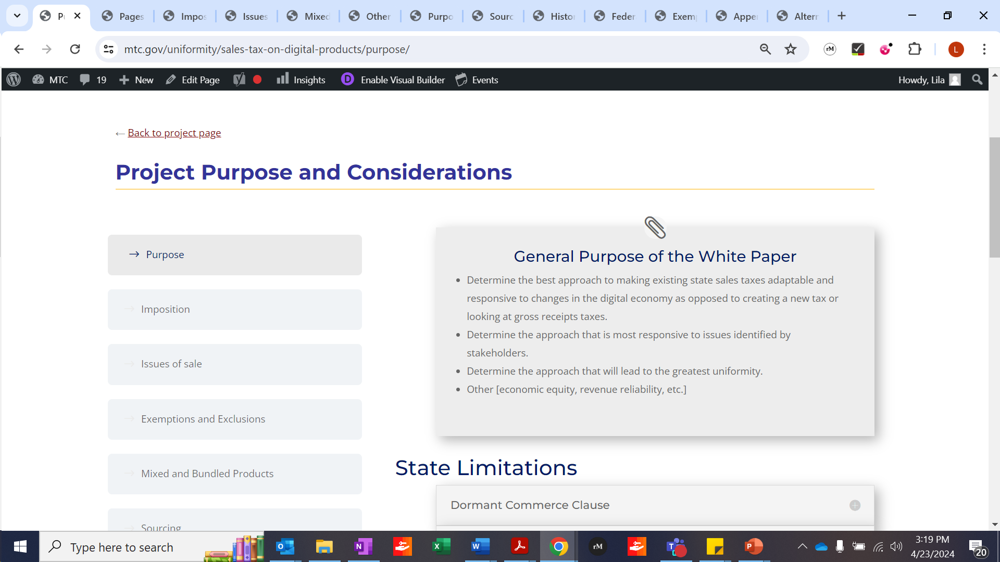 P
Pages
Impos
Issues
Mixed
Other
Purpo
Sourc
Histo
Feder
Exem
Apper
Altern
mtc.gov/uniformity/sales-tax-on-digital-products/purpose/
rM
L
MTC
19
New
Edit Page
Insights
D
Enable Visual Builder
Events
Howdy, Lila
← Back to project page
Project Purpose and Considerations
→ Purpose
→ Imposition
→ Issues of sale
→ Exemptions and Exclusions
→ Mixed and Bundled Products
→ Sourcing
General Purpose of the White Paper
• Determine the best approach to making existing state sales taxes adaptable and
responsive to changes in the digital economy as opposed to creating a new tax or
looking at gross receipts taxes.
• Determine the approach that is most responsive to issues identified by
stakeholders.
• Determine the approach that will lead to the greatest uniformity.
• Other [economic equity, revenue reliability, etc.]
State Limitations
Dormant Commerce Clause
Type here to search
rM
3:19 PM
4/23/2024
20